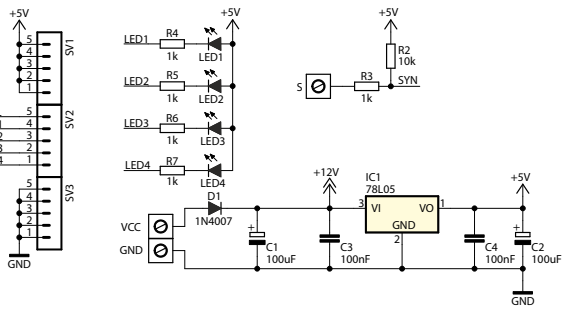 +5V
5
4
3
2
1
SV1
5
4
3
2
1
SV2
5
4
3
2
1
SV3
GND
+5V
LED1
R4
1k
LED1
LED2
R5
1k
LED2
LED3
R6
1k
LED3
LED4
R7
1k
LED4
+5V
R2
10k
S
R3
1k
SYN
D1
1N4007
VCC
GND
+
C1
100uF
+12V
C3
100nF
IC1
78L05
3
VI
VO
1
GND
2
C4
100nF
+5V
+
C2
100uF
GND